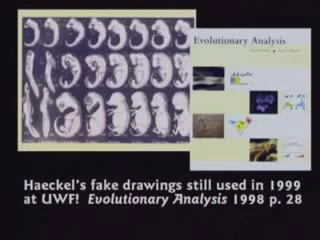 Evolutionary Analysis
Haeckel's fake drawings still used in 1999
at UWF! Evolutionary Analysis 1998 p. 28